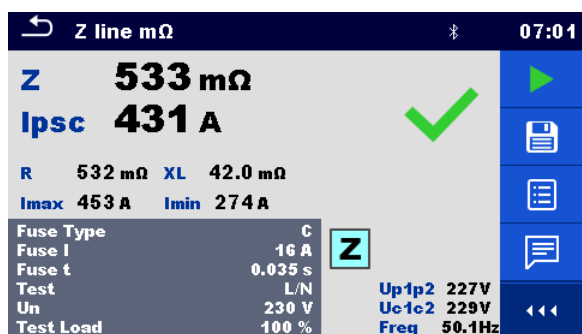 Z line mΩ 07:01
Z 533 mΩ
Ipsc 431 A
R 532 mΩ XL 42.0 mΩ
Imax 453 A Imin 274 A
Fuse Type C
Fuse I 16 A
Fuse t 0.035 s
Test L/N
Un 230 V
Test Load 100 %
Z
Up1p2 227V
Uc1c2 229V
Freq 50.1Hz